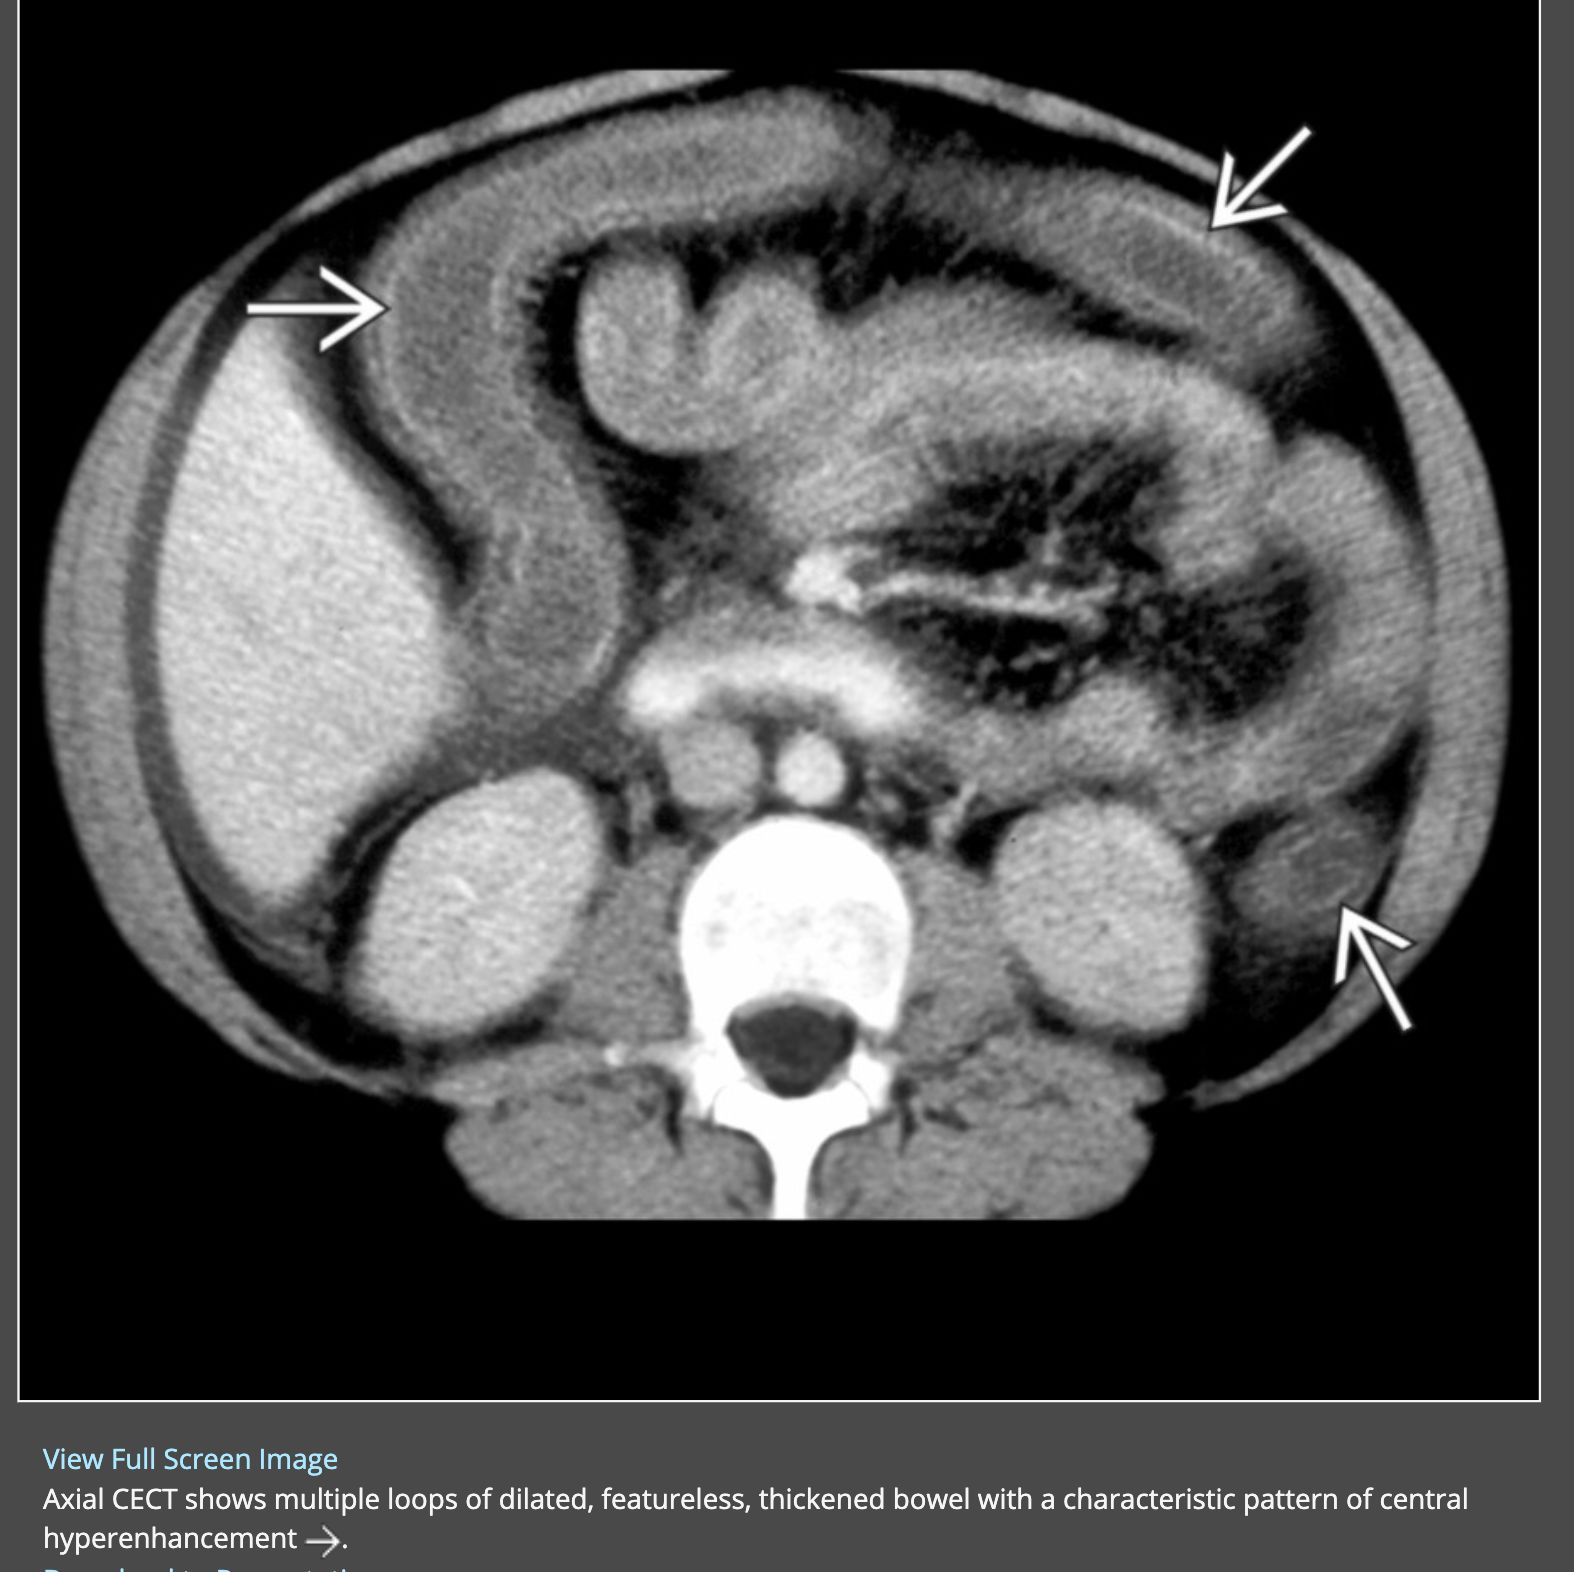 View Full Screen Image
Axial CECT shows multiple loops of dilated, featureless, thickened bowel with a characteristic pattern of central
hyperenhancement →.